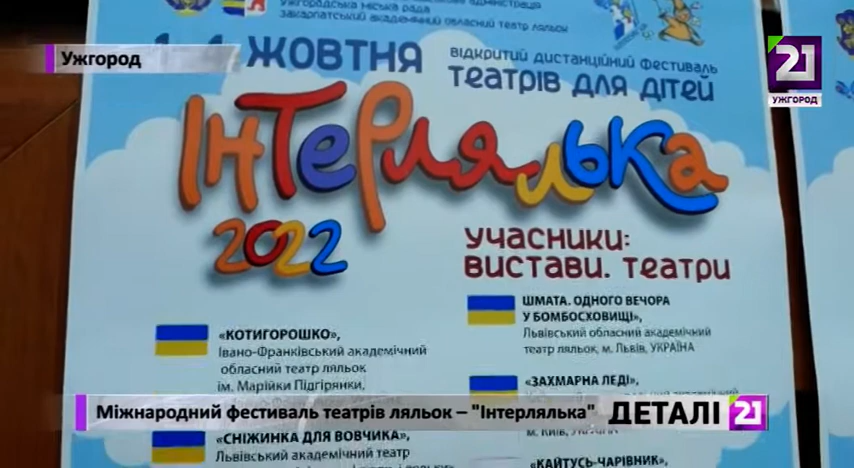 Ужгородська міська рада
закарпатський академічний обласний театр ляльок
Ужгород
ЖОВТНЯ
відкритий дистанційний фестиваль
театрів для дітей
ІнТерлялька
2022
21
УЖГОРОД
учасники:
вистави. театри
«КОТИГОРОШКО»,
Івано-Франківський академічний
обласний театр ляльок
ім. Марійки Підгірянки.
ШМАТА. ОДНОГО ВЕЧОРА
У БОМБОСХОВИЩІ»,
Львівський обласний академічний
театр ляльок, м. Львів, УКРАЇНА
«ЗАХМАРНА ЛЕДІ»,
Міжнародний фестиваль театрів ляльок – "Інтерлялька"
ДЕТАЛІ 21
«СНІЖИНКА ДЛЯ ВОВЧИКА»,
Львівський академічний театр
м. Київ,
«КАЙТУСЬ-ЧАРІВНИК»,